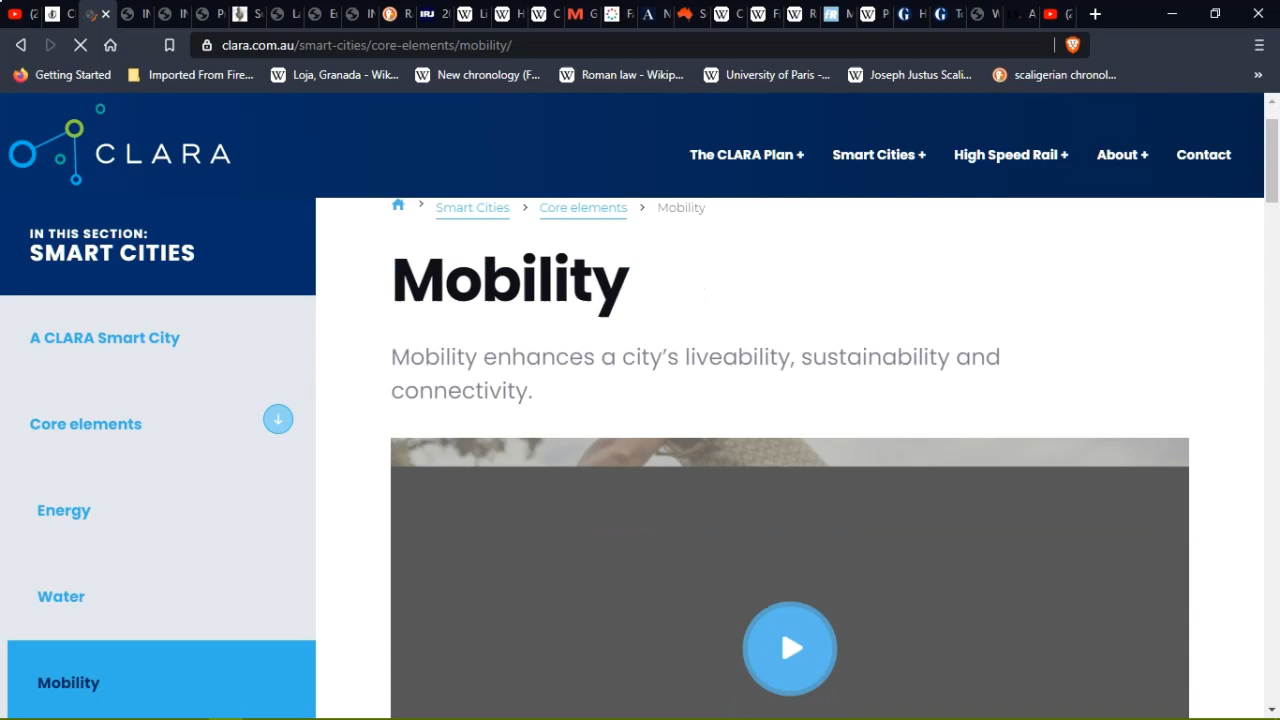 clara.com.au/smart-cities/core-elements/mobility/
Getting Started
Imported From Fire...
Loja, Granada - Wik...
New chronology (F...
Roman law - Wikip...
University of Paris -...
Joseph Justus Scali...
scaligerian chronol...
»
CLARA
The CLARA Plan +
Smart Cities +
High Speed Rail +
About +
Contact
Smart Cities > Core elements > Mobility
IN THIS SECTION:
SMART CITIES
Mobility
A CLARA Smart City
Mobility enhances a city’s liveability, sustainability and
connectivity.
Core elements
Energy
Water
Mobility